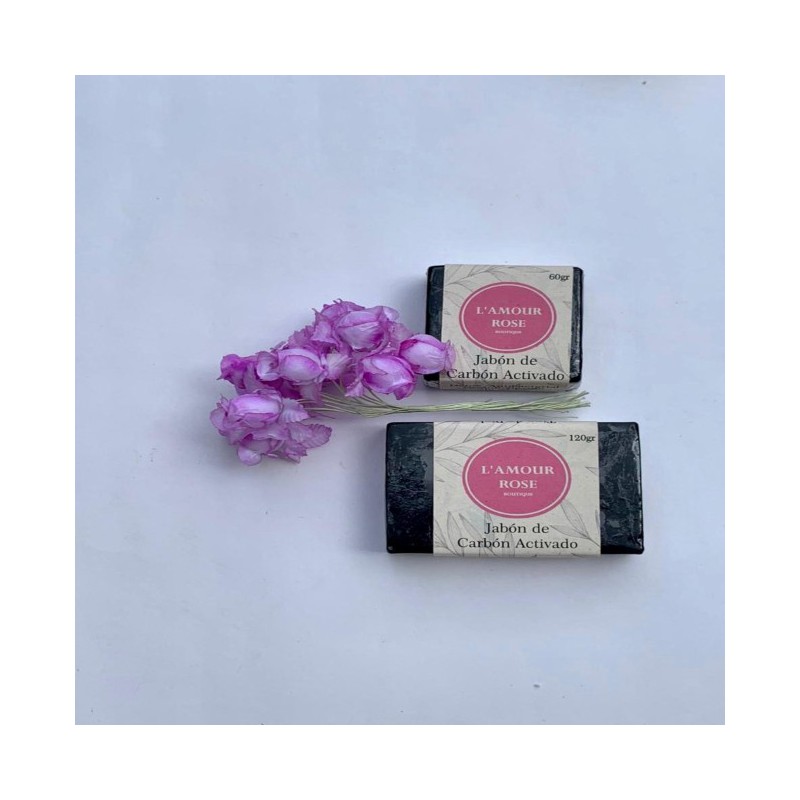 60gr
L'AMOUR
ROSE
BOUTIQUE
Jabón de
Carbón Activado
120gr
L'AMOUR
ROSE
BOUTIQUE
Jabón de
Carbón Activado